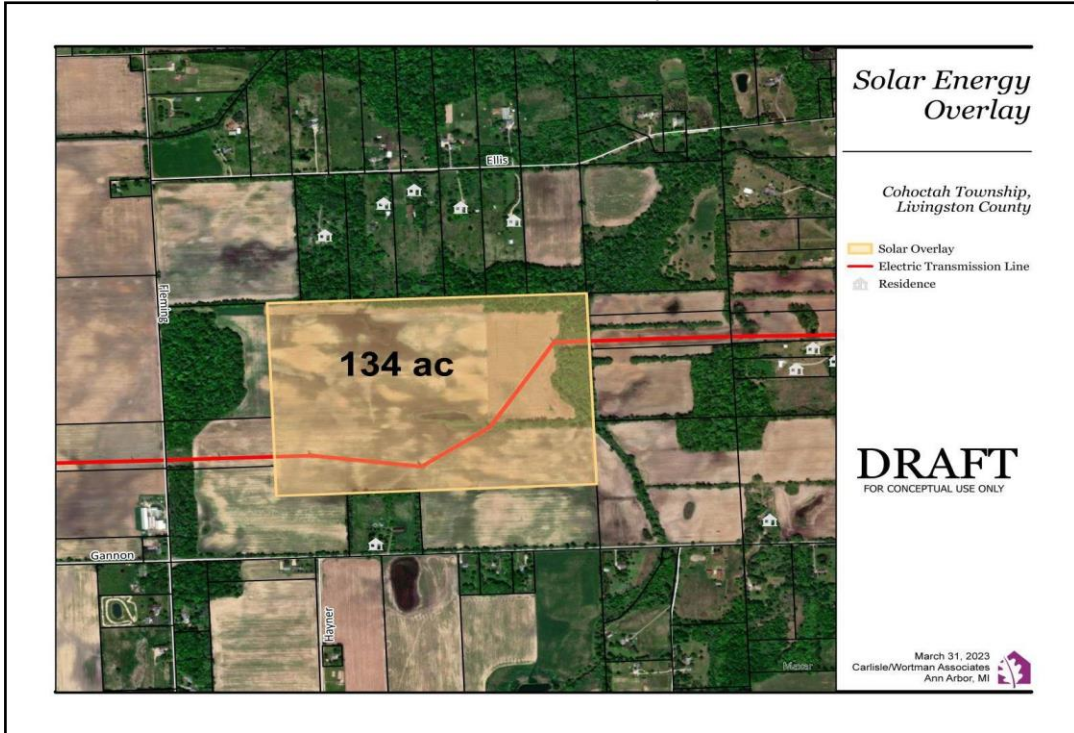 Solar Energy
Overlay
Cohoctah Township,
Livingston County
Solar Overlay
Electric Transmission Line
Residence
Ellis
Fleming
134 ac
Gannon
Hayner
DRAFT
FOR CONCEPTUAL USE ONLY
Maxar
March 31, 2023
Carlisle/Wortman Associates
Ann Arbor, MI